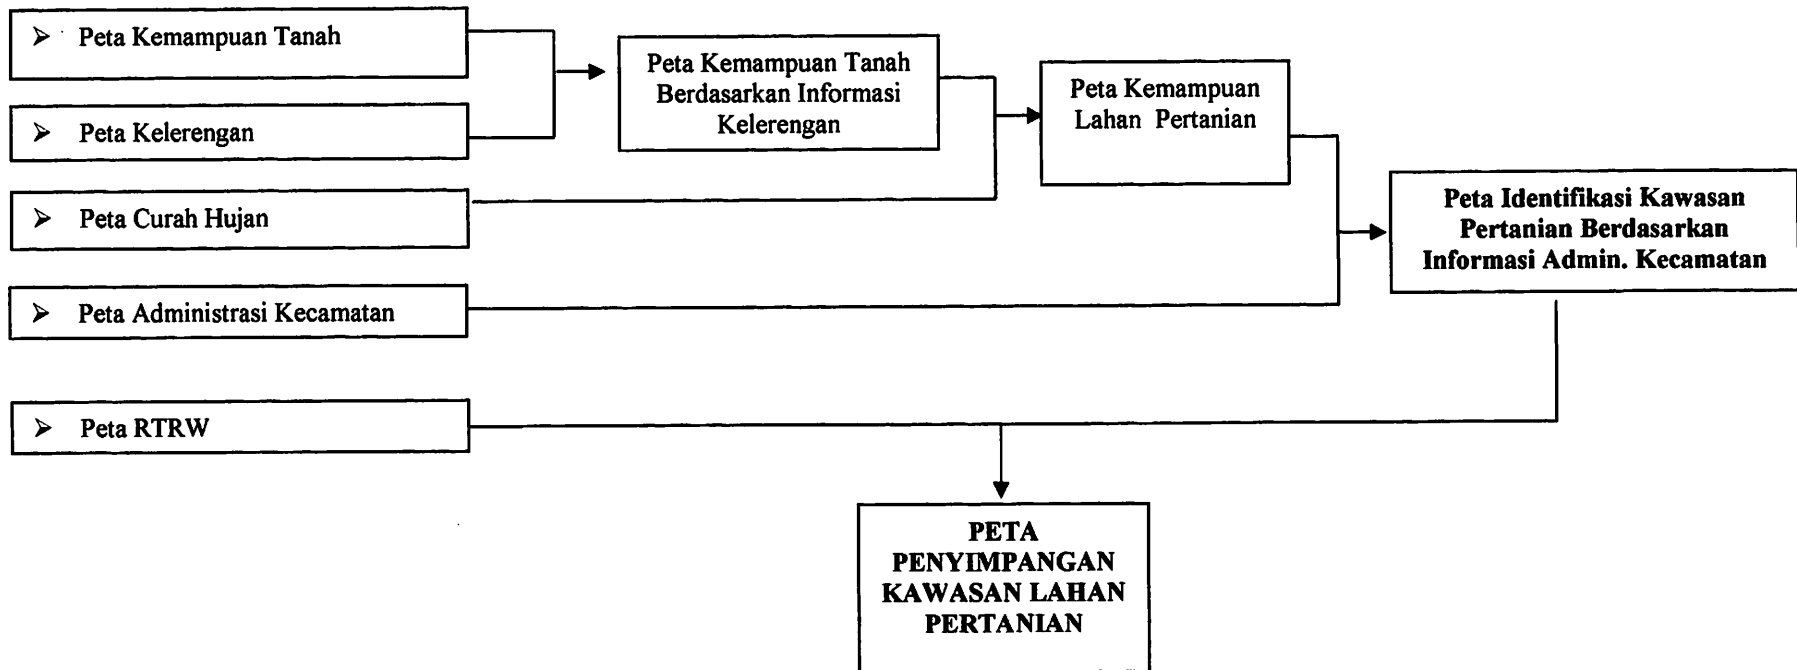 ➢ Peta Kemampuan Tanah
➢ Peta Kelerengan
➢ Peta Curah Hujan
➢ Peta Administrasi Kecamatan
➢ Peta RTRW
Peta Kemampuan Tanah
Berdasarkan Informasi
Kelerengan
Peta Kemampuan
Lahan Pertanian
Peta Identifikasi Kawasan
Pertanian Berdasarkan
Informasi Admin. Kecamatan
PETA
PENYIMPANGAN
KAWASAN LAHAN
PERTANIAN